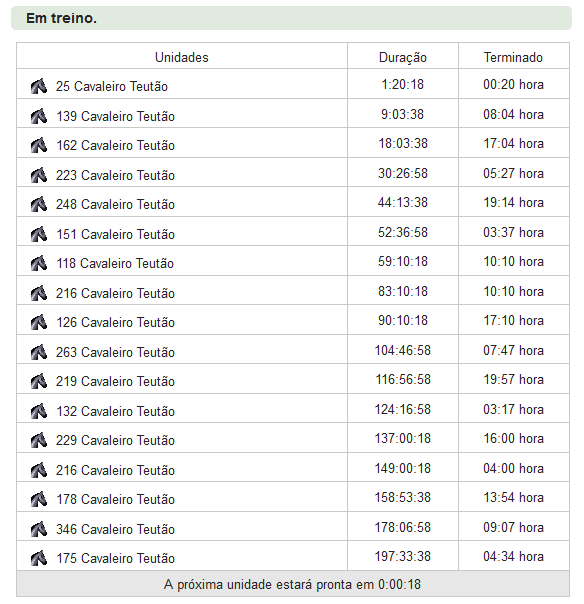 Em treino.
Unidades Duração Terminado
25 Cavaleiro Teutão 1:20:18 00:20 hora
139 Cavaleiro Teutão 9:03:38 08:04 hora
162 Cavaleiro Teutão 18:03:38 17:04 hora
223 Cavaleiro Teutão 30:26:58 05:27 hora
248 Cavaleiro Teutão 44:13:38 19:14 hora
151 Cavaleiro Teutão 52:36:58 03:37 hora
118 Cavaleiro Teutão 59:10:18 10:10 hora
216 Cavaleiro Teutão 83:10:18 10:10 hora
126 Cavaleiro Teutão 90:10:18 17:10 hora
263 Cavaleiro Teutão 104:46:58 07:47 hora
219 Cavaleiro Teutão 116:56:58 19:57 hora
132 Cavaleiro Teutão 124:16:58 03:17 hora
229 Cavaleiro Teutão 137:00:18 16:00 hora
216 Cavaleiro Teutão 149:00:18 04:00 hora
178 Cavaleiro Teutão 158:53:38 13:54 hora
346 Cavaleiro Teutão 178:06:58 09:07 hora
175 Cavaleiro Teutão 197:33:38 04:34 hora
A próxima unidade estará pronta em 0:00:18